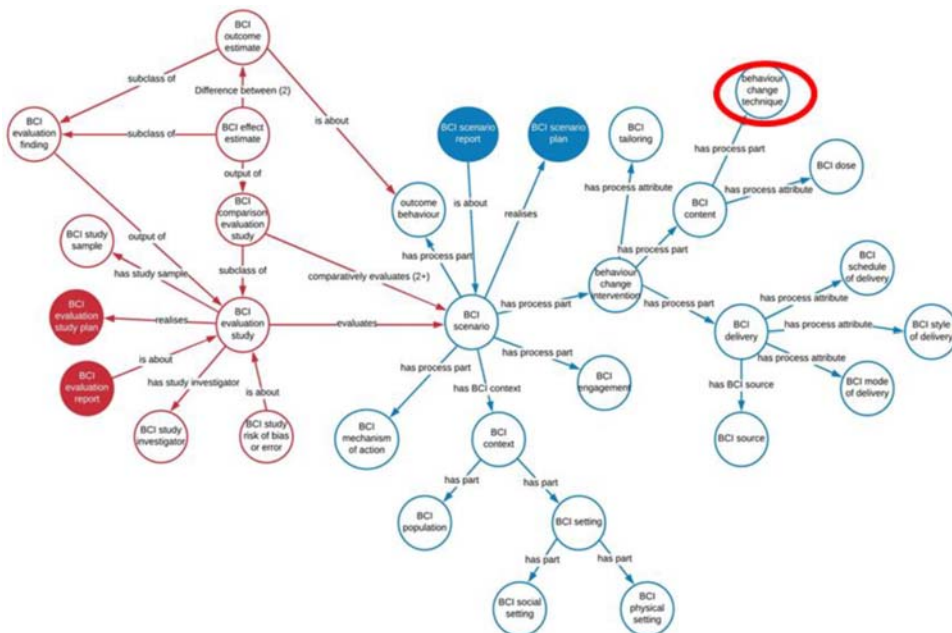 BCI
outcome
estimate
subclass of
Difference between (2)
BCI
evaluation
finding
subclass of
BCI effect
estimate
is about
output of
BCI
comparison
evaluation
study
output of
BCI study
sample
has study sample
subclass of
comparatively evaluates (2+)
BCI
evaluation
study plan
realises
BCI
evaluation
study
evaluates
is about
BCI
evaluation
report
has study investigator
is about
BCI study
investigator
BCI study
risk of bias
or error
BCI scenario
report
BCI scenario
plan
is about
realises
outcome
behaviour
has process part
BCI
scenario
has process part
has process part
has process part
BCI
engagement
has BCI context
BCI
mechanism
of action
BCI
context
has part
has part
BCI
population
BCI setting
has part
has part
BCI social
setting
BCI
physical
setting
behaviour
change
technique
BCI
tailoring
has process part
has process attribute
has process attribute
BCI dose
BCI
content
has process part
behaviour
change
intervention
has process part
BCI
delivery
has process attribute
BCI
schedule of
delivery
has process attribute
BCI style
of delivery
has process attribute
BCI mode
of delivery
has BCI source
BCI source